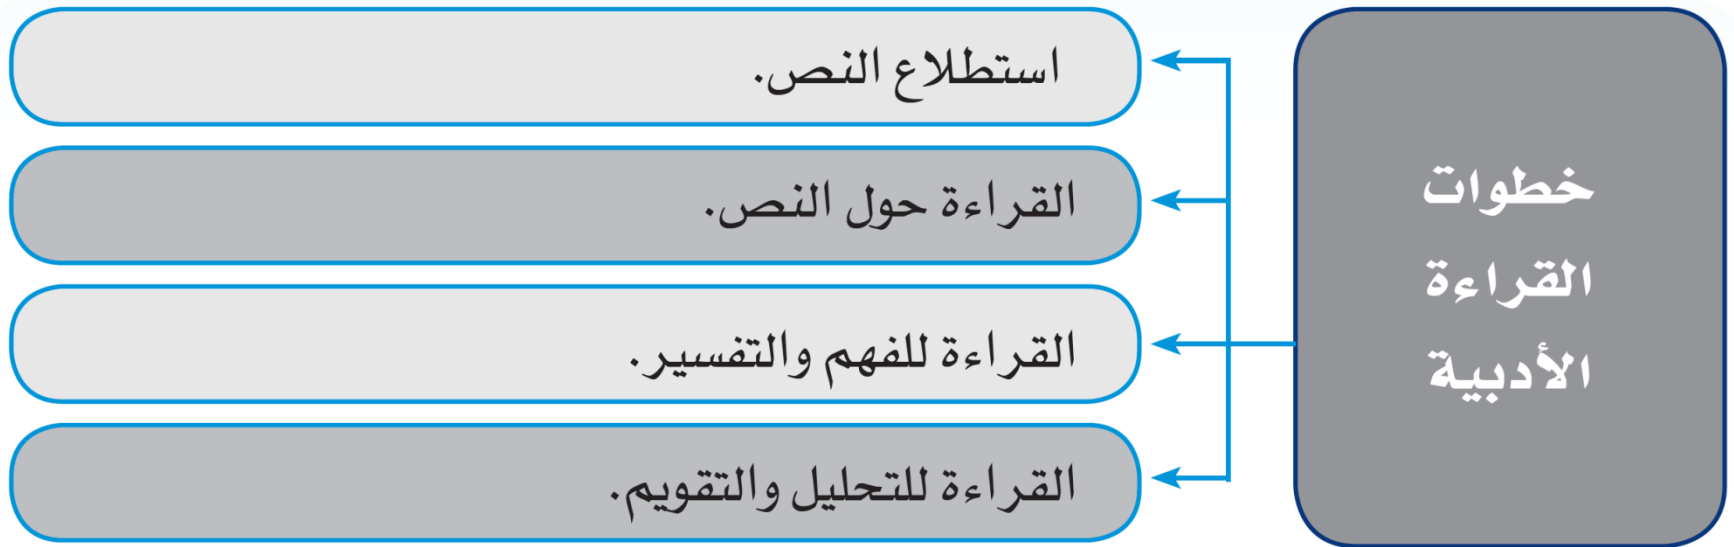 خطوات
القراءة
الأدبية
استطلاع النص.
القراءة حول النص.
القراءة للفهم والتفسير.
القراءة للتحليل والتقويم.